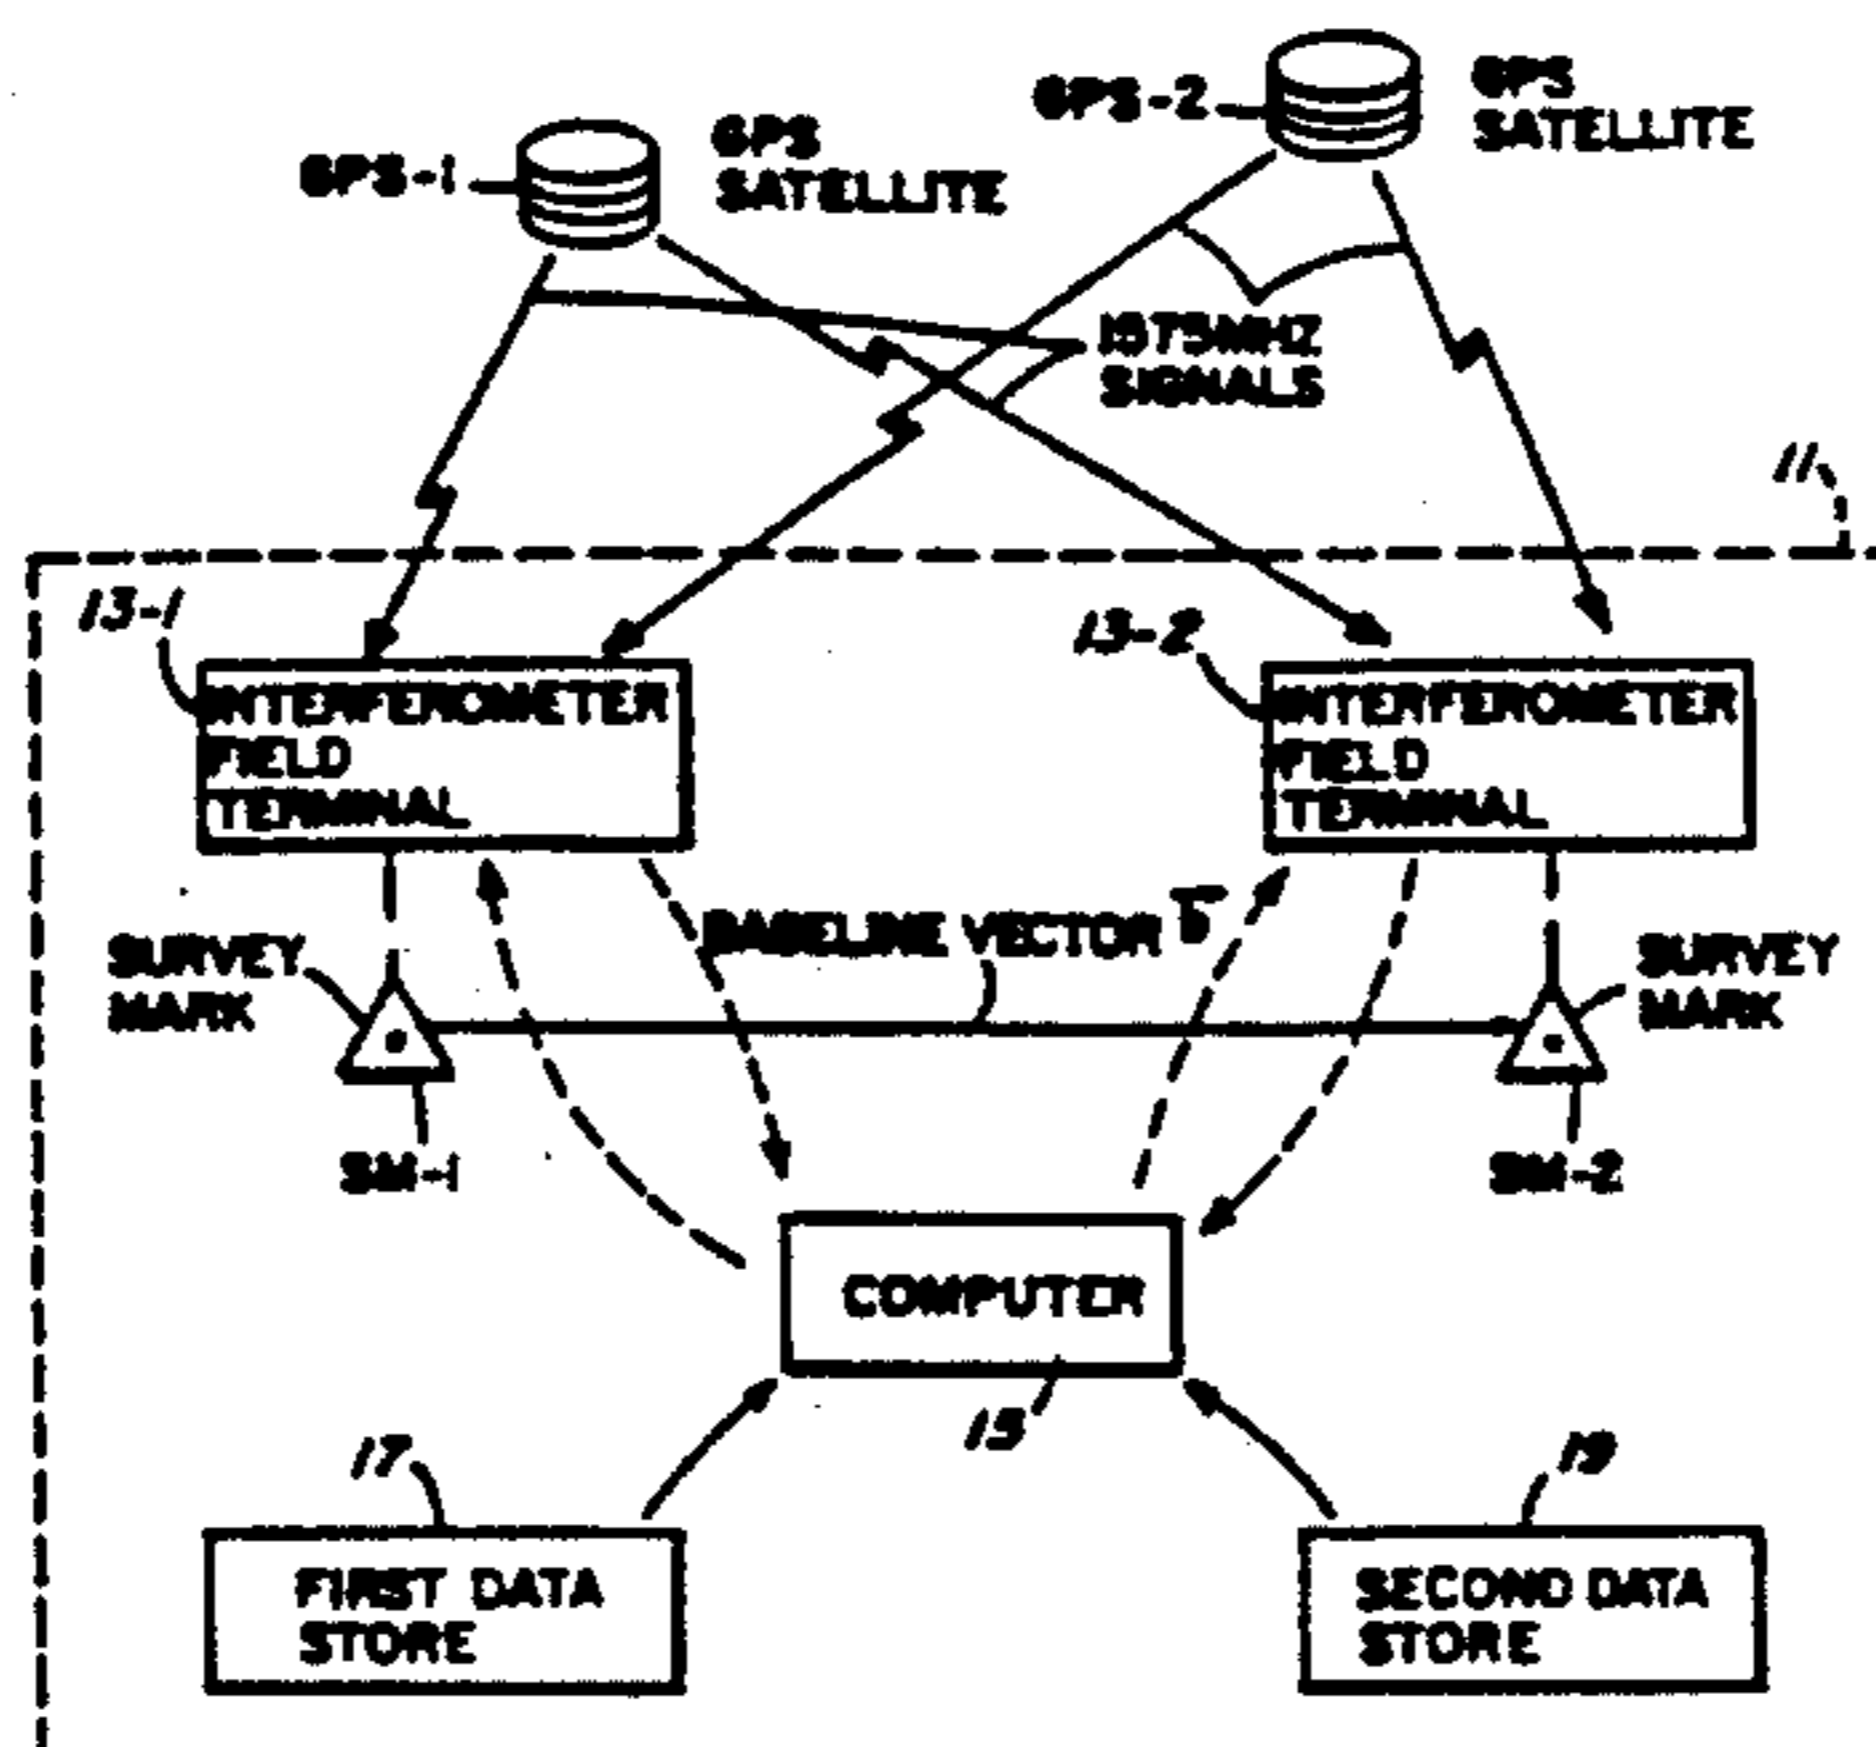 GPS-2
GPS
SATELLITE
GPS-1
GPS
SATELLITE
1575MHZ
SIGNALS
11
13-1
13-2
INTERFEROMETER
FIELD
TERMINAL
INTERFEROMETER
FIELD
TERMINAL
BASELINE VECTOR b̅
SURVEY
MARK
SURVEY
MARK
SM-1
SM-2
COMPUTER
15
17
19
FIRST DATA
STORE
SECOND DATA
STORE